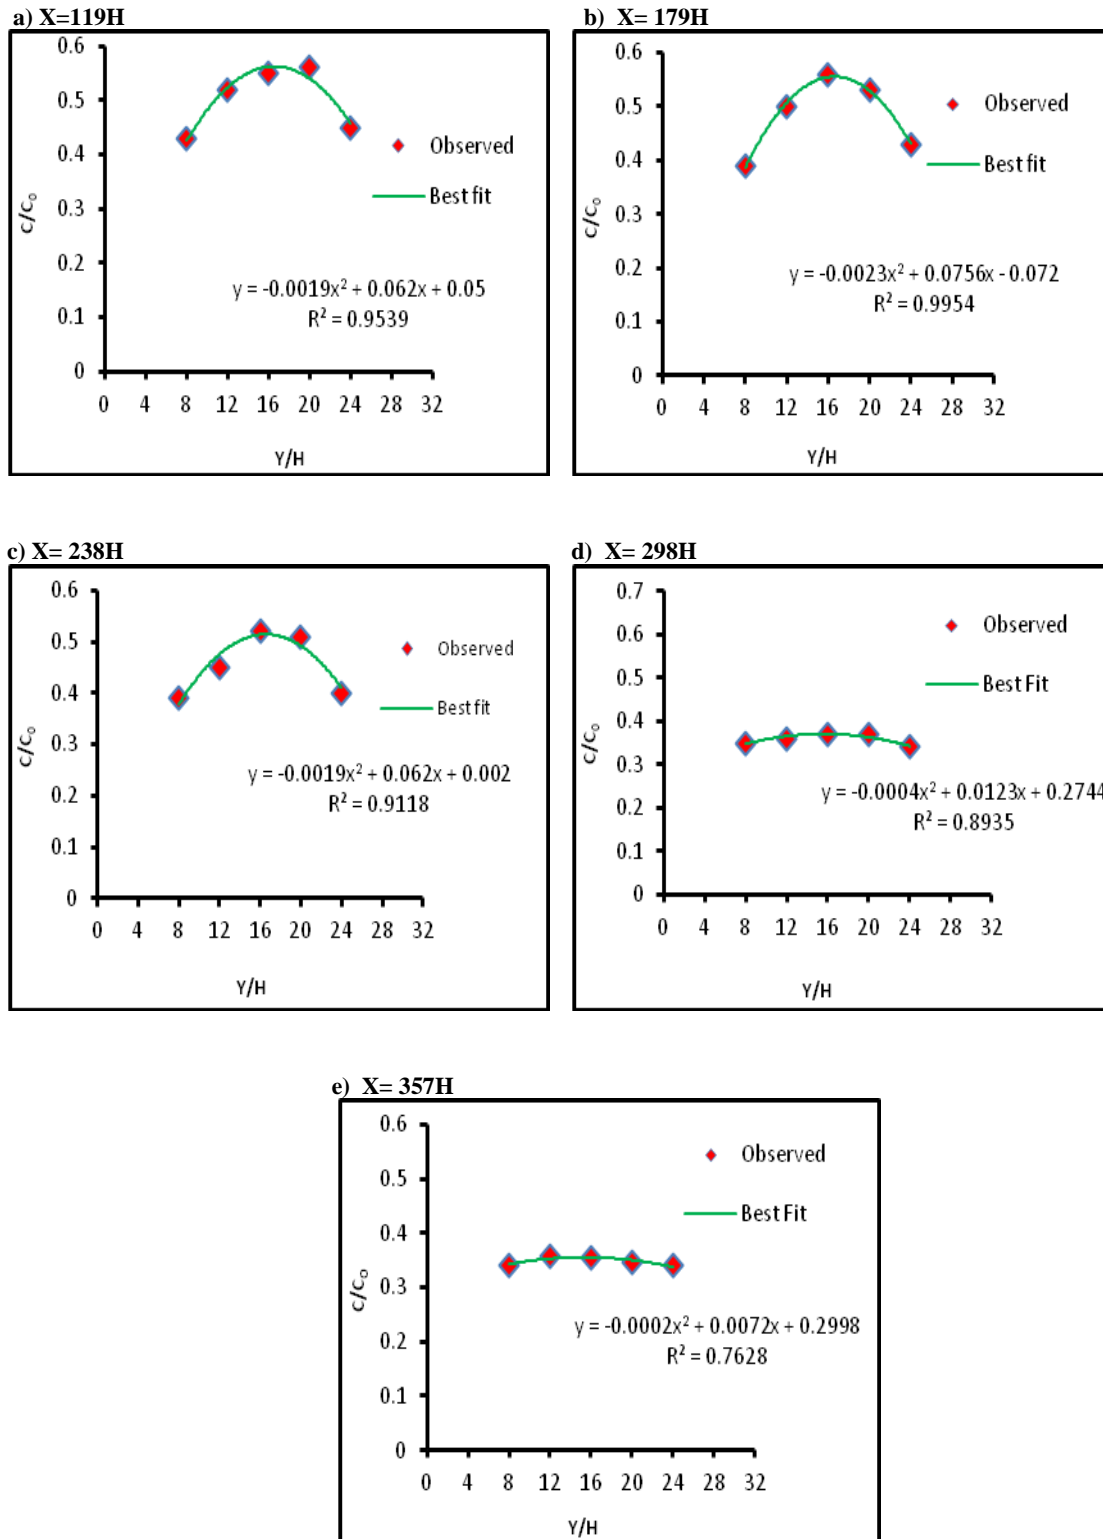 a) X=119H
0.6
0.5
0.4
0.3
0.2
0.1
0
C/Co
0 4 8 12 16 20 24 28 32
Y/H
Observed
Best fit
y = -0.0019x² + 0.062x + 0.05
R² = 0.9539
b) X= 179H
0.6
0.5
0.4
0.3
0.2
0.1
0
C/Co
0 4 8 12 16 20 24 28 32
Y/H
Observed
Best fit
y = -0.0023x² + 0.0756x - 0.072
R² = 0.9954
c) X= 238H
0.6
0.5
0.4
0.3
0.2
0.1
0
C/Co
0 4 8 12 16 20 24 28 32
Y/H
Observed
Best fit
y = -0.0019x² + 0.062x + 0.002
R² = 0.9118
d) X= 298H
0.7
0.6
0.5
0.4
0.3
0.2
0.1
0
C/Co
0 4 8 12 16 20 24 28 32
Y/H
Observed
Best Fit
y = -0.0004x² + 0.0123x + 0.2744
R² = 0.8935
e) X= 357H
0.6
0.5
0.4
0.3
0.2
0.1
0
C/Co
0 4 8 12 16 20 24 28 32
Y/H
Observed
Best Fit
y = -0.0002x² + 0.0072x + 0.2998
R² = 0.7628